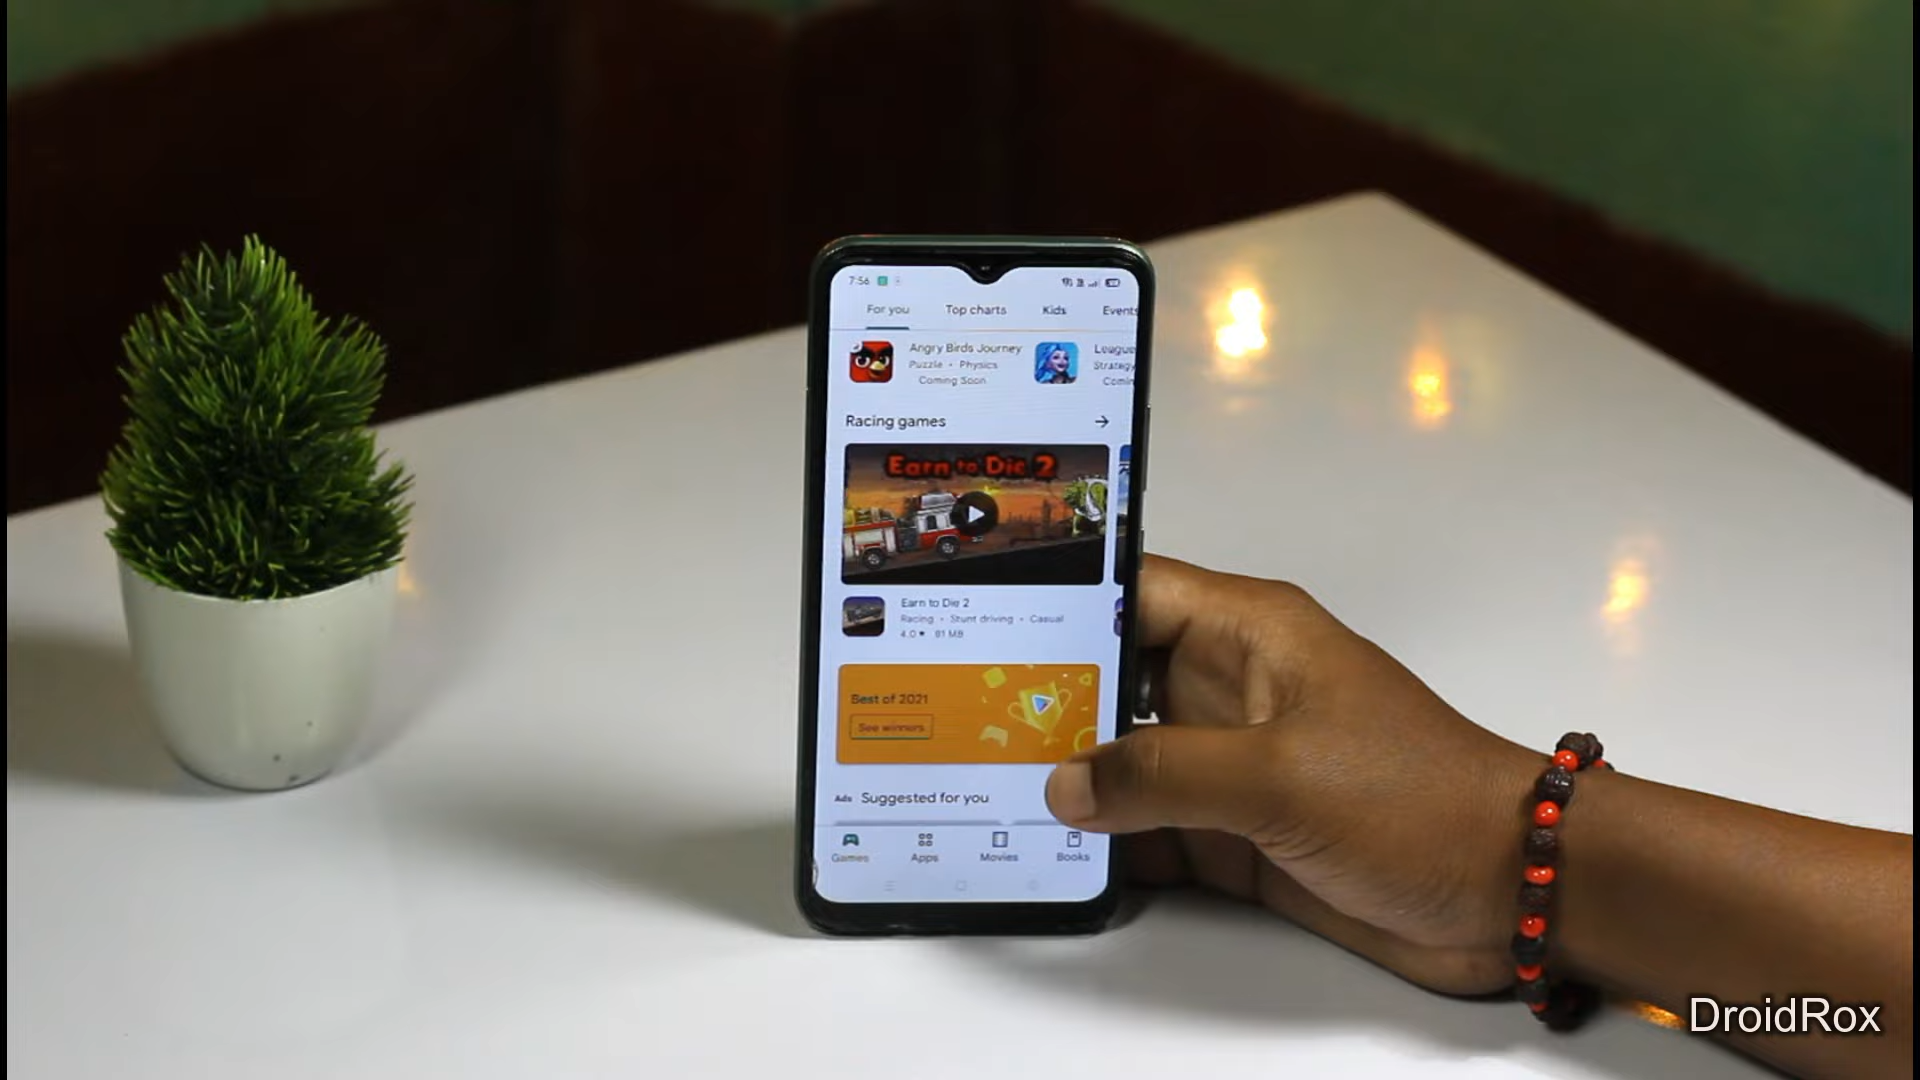 7:56
For you Top charts Kids Events
Angry Birds Journey
Puzzle • Physics
Coming Soon
League
Strategy
Comin
Racing games
Earn to Die 2
Earn to Die 2
Racing • Stunt driving • Casual
4.0★ 81 MB
Best of 2021
See winners
Ads Suggested for you
Games Apps Movies Books
DroidRox